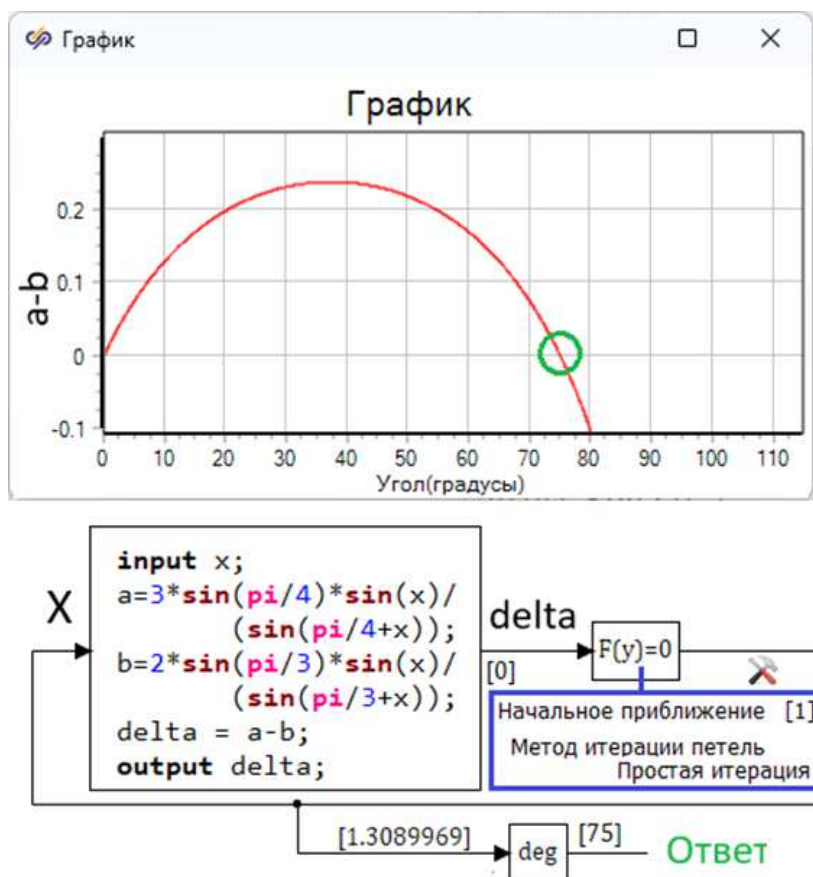 График
График
a-b
0.2
0.1
0
-0.1
0 10 20 30 40 50 60 70 80 90 100 110
Угол(градусы)
X
input x;
a=3*sin(pi/4)*sin(x)/
(sin(pi/4+x));
b=2*sin(pi/3)*sin(x)/
(sin(pi/3+x));
delta = a-b;
output delta;
delta
[0]
F(y)=0
Начальное приближение [1]
Метод итерации петель
Простая итерация
[1.3089969]
deg
[75]
Ответ